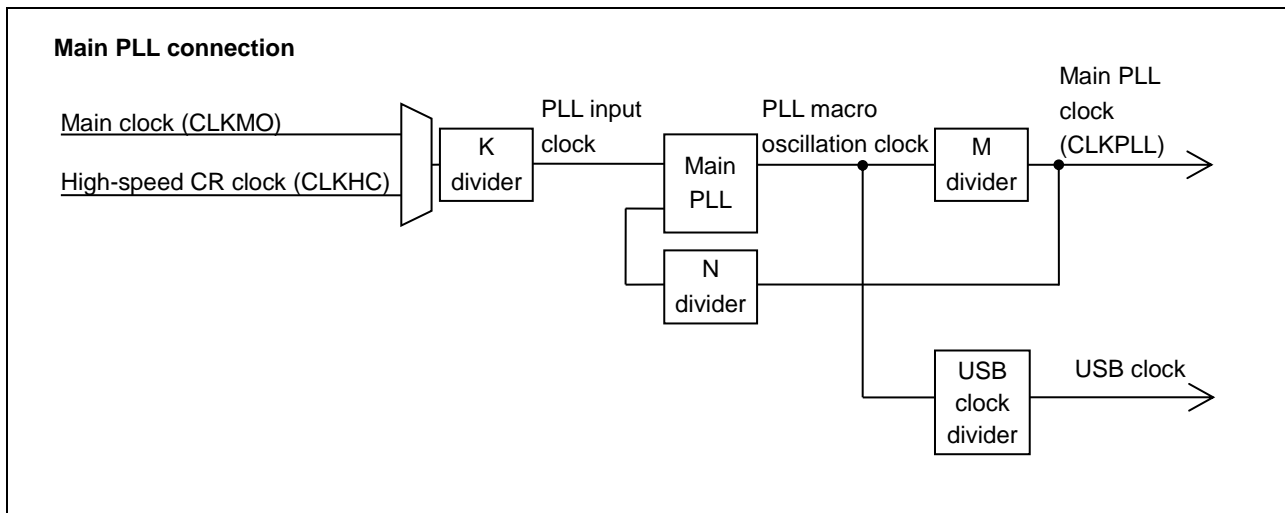 Main PLL connection
Main clock (CLKMO)
High-speed CR clock (CLKHC)
K
divider
PLL input
clock
Main
PLL
N
divider
PLL macro
oscillation clock
M
divider
Main PLL
clock
(CLKPLL)
USB
clock
divider
USB clock